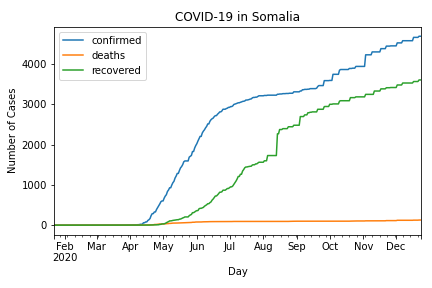 COVID-19 in Somalia
confirmed
deaths
recovered
Number of Cases
4000
3000
2000
1000
0
Feb Mar Apr May Jun Jul Aug Sep Oct Nov Dec
2020
Day